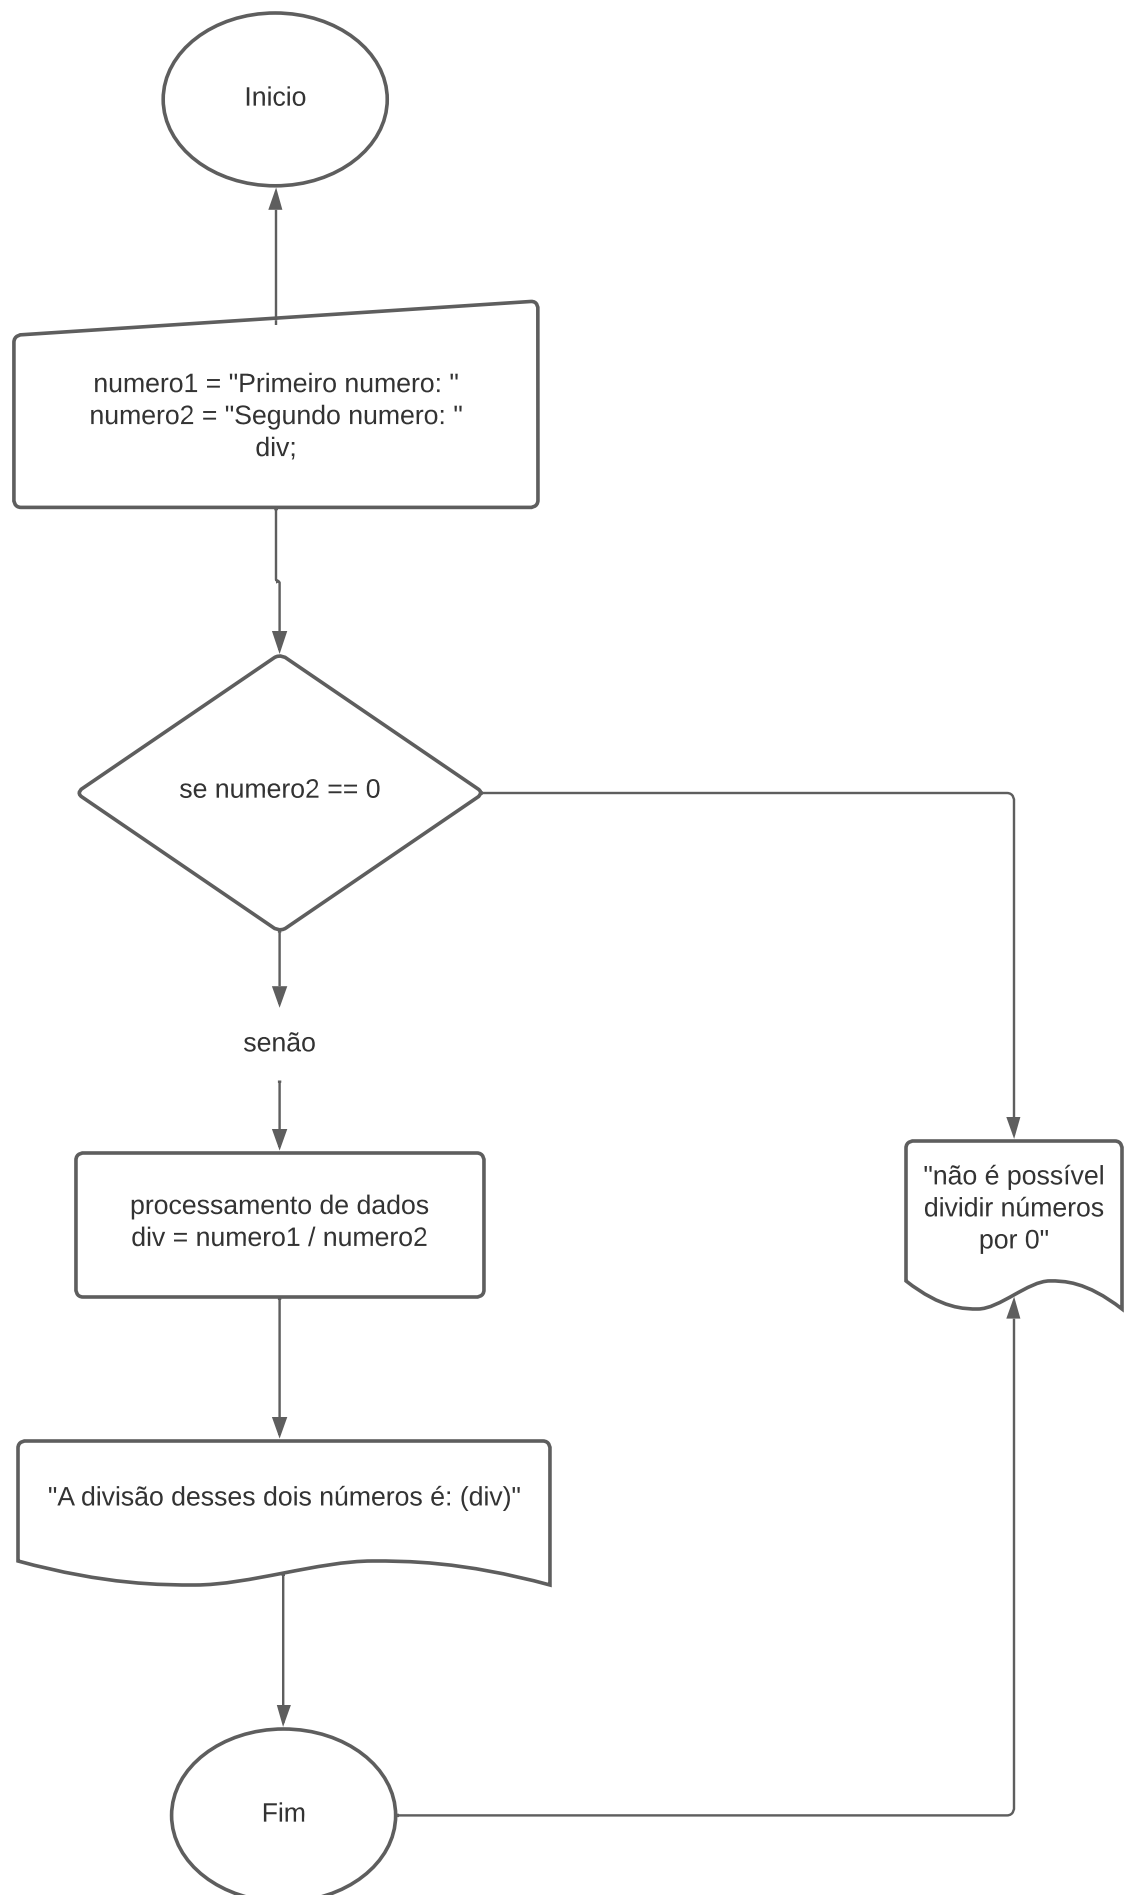 Inicio
numero1 = "Primeiro numero: "
numero2 = "Segundo numero: "
div;
se numero2 == 0
senão
processamento de dados
div = numero1 / numero2
"não é possível
dividir números
por 0"
"A divisão desses dois números é: (div)"
Fim